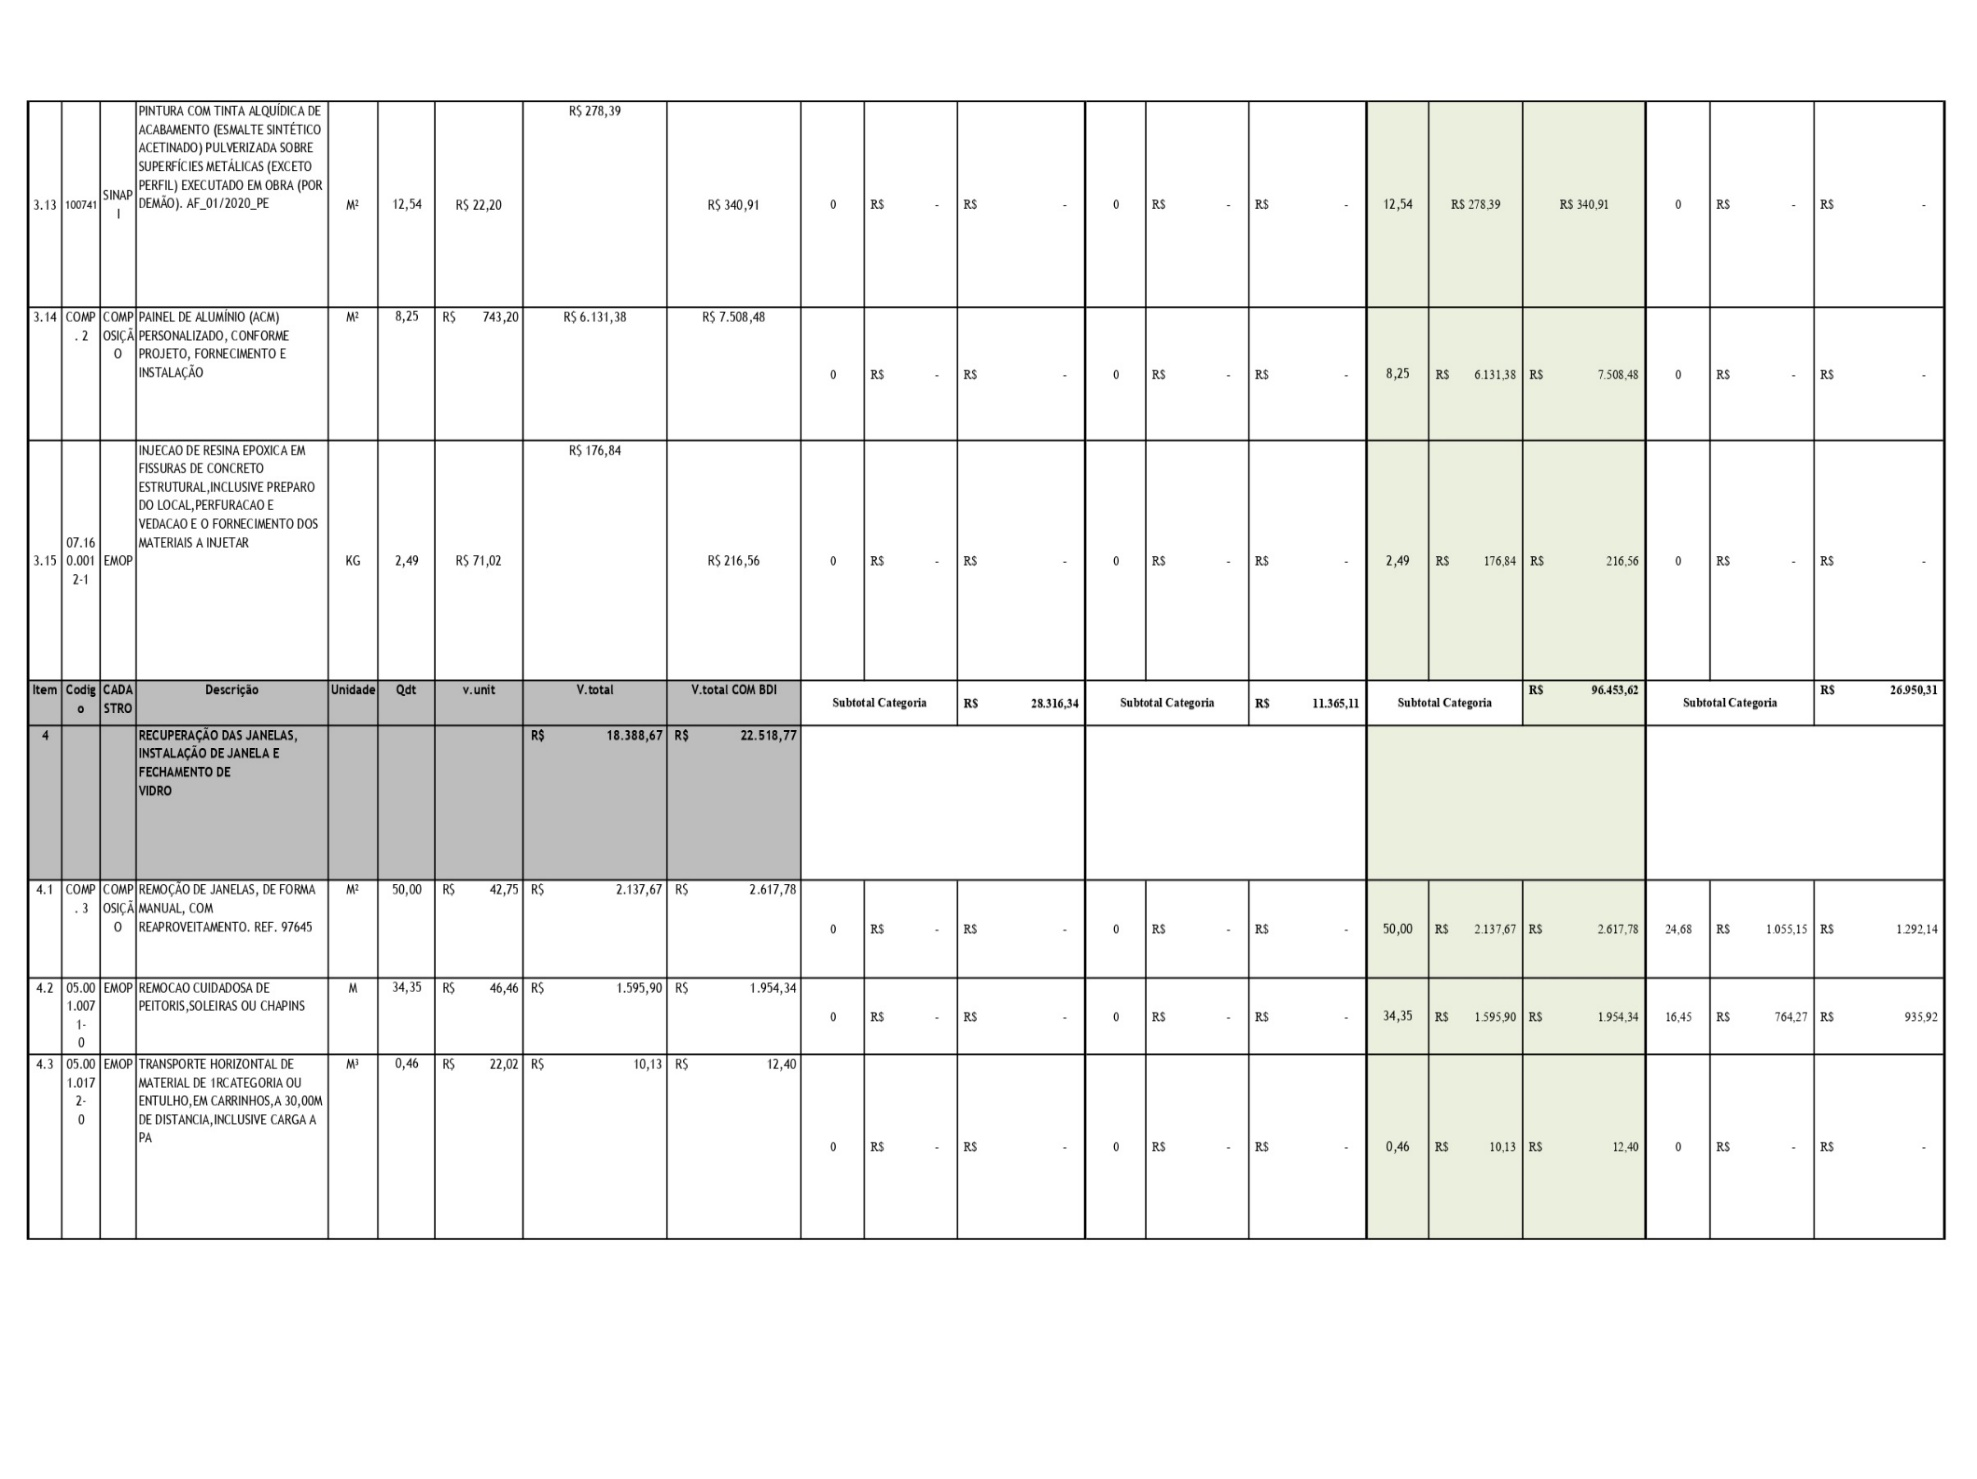 3.13 100741 SINAP
I
PINTURA COM TINTA ALQUÍDICA DE
ACABAMENTO (ESMALTE SINTÉTICO
ACETINADO) PULVERIZADA SOBRE
SUPERFÍCIES METÁLICAS (EXCETO
PERFIL) EXECUTADO EM OBRA (POR
DEMÃO). AF_01/2020_PE
M² 12,54 R$ 22,20 R$ 278,39 R$ 340,91 0 R$ - R$ - 0 R$ - R$ - 12,54 R$ 278,39 R$ 340,91 0 R$ - R$ -
3.14 COMP
. 2
COMP
OSIÇÃ
O
PAINEL DE ALUMÍNIO (ACM)
PERSONALIZADO, CONFORME
PROJETO, FORNECIMENTO E
INSTALAÇÃO
M² 8,25 R$ 743,20 R$ 6.131,38 R$ 7.508,48 0 R$ - R$ - 0 R$ - R$ - 8,25 R$ 6.131,38 R$ 7.508,48 0 R$ - R$ -
3.15 07.16
0.001
2-1
EMOP
INJECAO DE RESINA EPOXICA EM
FISSURAS DE CONCRETO
ESTRUTURAL,INCLUSIVE PREPARO
DO LOCAL,PERFURACAO E
VEDACAO E O FORNECIMENTO DOS
MATERIAIS A INJETAR
KG 2,49 R$ 71,02 R$ 176,84 R$ 216,56 0 R$ - R$ - 0 R$ - R$ - 2,49 R$ 176,84 R$ 216,56 0 R$ - R$ -
Item Codig
o
CADA
STRO
Descrição Unidade Qdt v.unit V.total V.total COM BDI Subtotal Categoria R$ 28.316,34 Subtotal Categoria R$ 11.365,11 Subtotal Categoria R$ 96.453,62 Subtotal Categoria R$ 26.950,31
4 RECUPERAÇÃO DAS JANELAS,
INSTALAÇÃO DE JANELA E
FECHAMENTO DE
VIDRO
R$ 18.388,67 R$ 22.518,77
4.1 COMP
. 3
COMP
OSIÇÃ
O
REMOÇÃO DE JANELAS, DE FORMA
MANUAL, COM
REAPROVEITAMENTO. REF. 97645
M² 50,00 R$ 42,75 R$ 2.137,67 R$ 2.617,78 0 R$ - R$ - 0 R$ - R$ - 50,00 R$ 2.137,67 R$ 2.617,78 24,68 R$ 1.055,15 R$ 1.292,14
4.2 05.00
1.007
1-
0
EMOP
REMOCAO CUIDADOSA DE
PEITORIS,SOLEIRAS OU CHAPINS
M 34,35 R$ 46,46 R$ 1.595,90 R$ 1.954,34 0 R$ - R$ - 0 R$ - R$ - 34,35 R$ 1.595,90 R$ 1.954,34 16,45 R$ 764,27 R$ 935,92
4.3 05.00
1.017
2-
0
EMOP
TRANSPORTE HORIZONTAL DE
MATERIAL DE 1RCATEGORIA OU
ENTULHO,EM CARRINHOS,A 30,00M
DE DISTANCIA,INCLUSIVE CARGA A
PA
M³ 0,46 R$ 22,02 R$ 10,13 R$ 12,40 0 R$ - R$ - 0 R$ - R$ - 0,46 R$ 10,13 R$ 12,40 0 R$ - R$ -